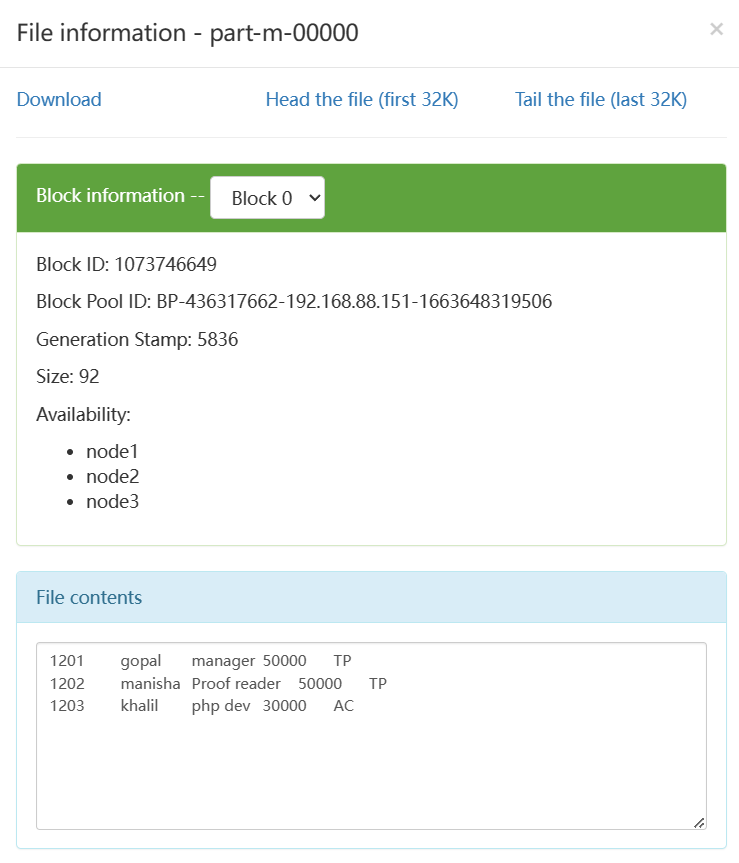 File information - part-m-00000
×
Download Head the file (first 32K) Tail the file (last 32K)
Block information -- Block 0
Block ID: 1073746649
Block Pool ID: BP-436317662-192.168.88.151-1663648319506
Generation Stamp: 5836
Size: 92
Availability:
• node1
• node2
• node3
File contents
1201 gopal manager 50000 TP
1202 manisha Proof reader 50000 TP
1203 khalil php dev 30000 AC